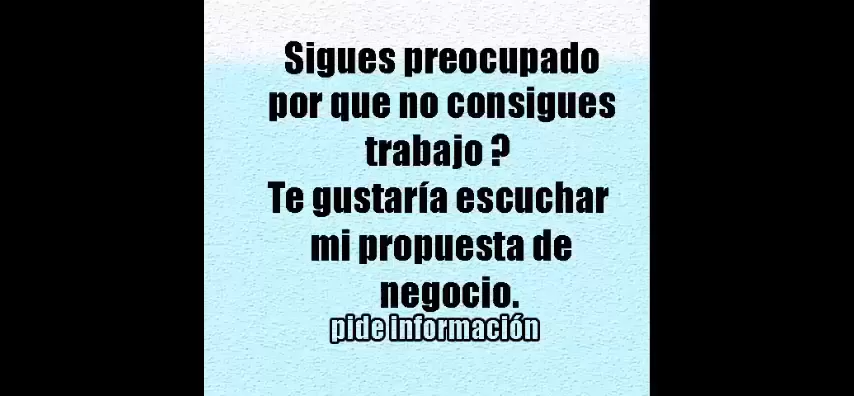 Sigues preocupado
por que no consigues
trabajo ?
Te gustaría escuchar
mi propuesta de
negocio.
pide información